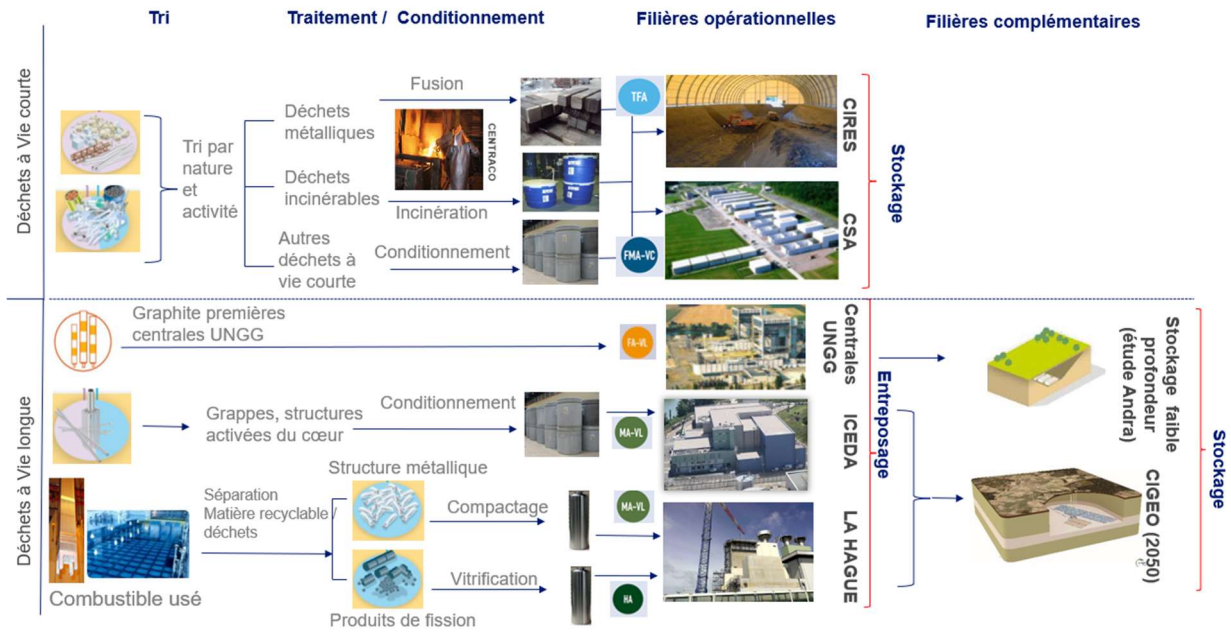 Tri
Traitement / Conditionnement
Filières opérationnelles
Filières complémentaires
Déchets à Vie courte
Tri par
nature
et
activité
Déchets
métalliques
Fusion
CENTRACO
Déchets
incinérables
Incinération
Autres
déchets à
vie courte
Conditionnement
TFA
FMA-VC
CIRES
CSA
Stockage
Déchets à Vie longue
Graphite premières
centrales UNGG
FA-VL
Centrales
UNGG
Grappes, structures
activées du cœur
Conditionnement
MA-VL
ICEDA
Entreposage
Combustible usé
Séparation
Matière recyclable /
déchets
Structure métallique
Compactage
MA-VL
Vitrification
Produits de fission
HA
LA HAGUE
Stockage faible
profondeur
(étude Andra)
CIGEO (2050)
Stockage